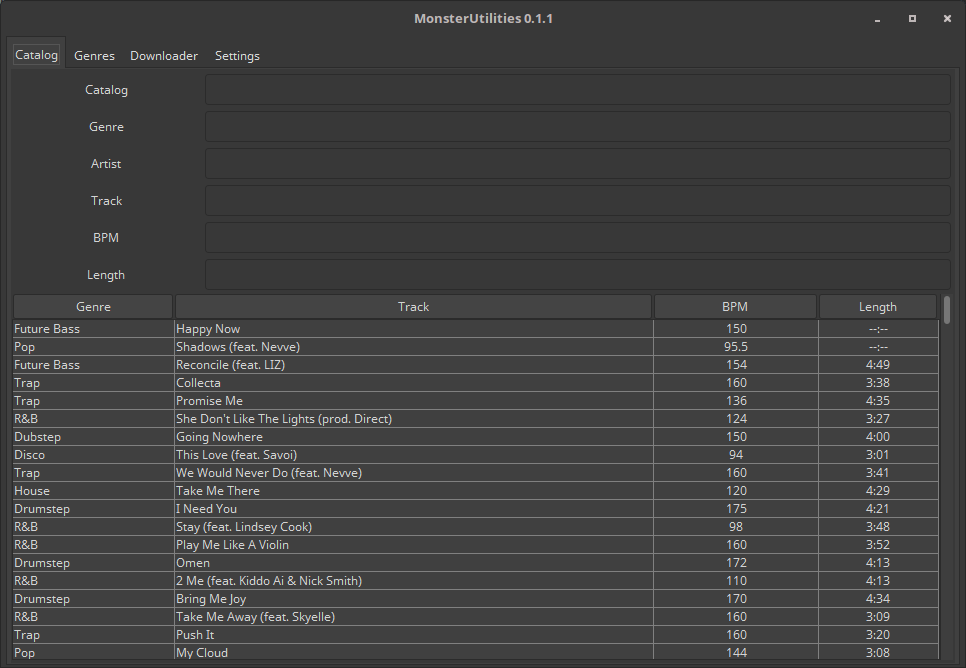 MonsterUtilities 0.1.1
Catalog Genres Downloader Settings
Catalog
Genre
Artist
Track
BPM
Length
Genre Track BPM Length
Future Bass Happy Now 150 --:--
Pop Shadows (feat. Nevve) 95.5 --:--
Future Bass Reconcile (feat. LIZ) 154 4:49
Trap Collecta 160 3:38
Trap Promise Me 136 4:35
R&B She Don't Like The Lights (prod. Direct) 124 3:27
Dubstep Going Nowhere 150 4:00
Disco This Love (feat. Savoi) 94 3:01
Trap We Would Never Do (feat. Nevve) 160 3:41
House Take Me There 120 4:29
Drumstep I Need You 175 4:21
R&B Stay (feat. Lindsey Cook) 98 3:48
R&B Play Me Like A Violin 160 3:52
Drumstep Omen 172 4:13
R&B 2 Me (feat. Kiddo Ai & Nick Smith) 110 4:13
Drumstep Bring Me Joy 170 4:34
R&B Take Me Away (feat. Skyelle) 160 3:09
Trap Push It 160 3:20
Pop My Cloud 144 3:08